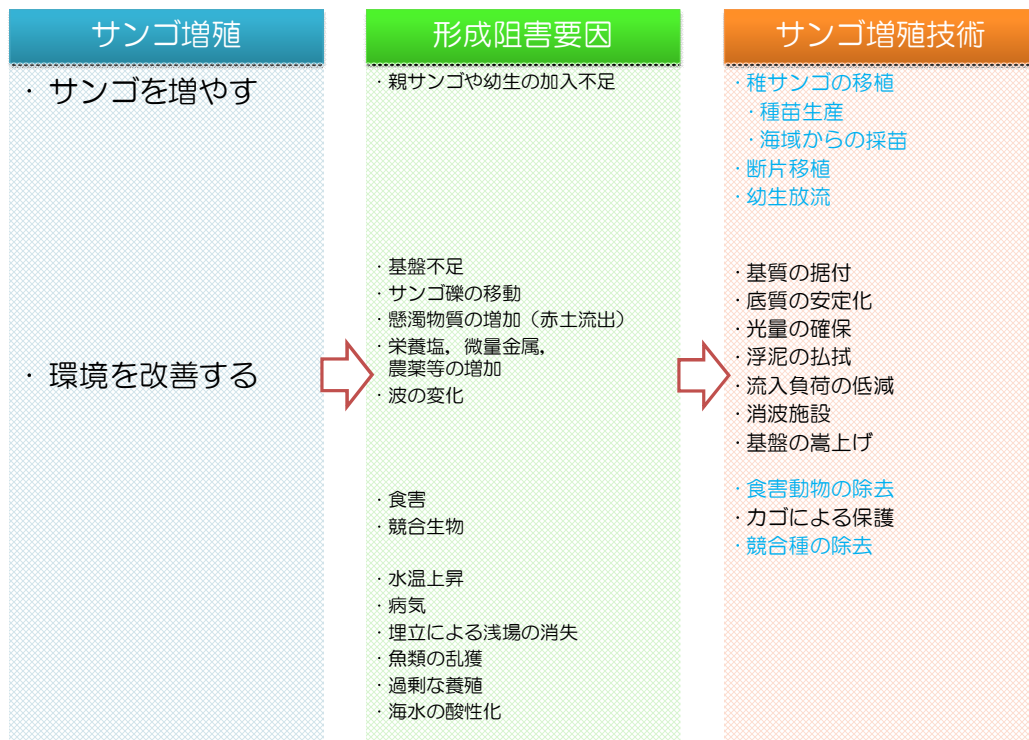 サンゴ増殖
・サンゴを増やす
・環境を改善する
形成阻害要因
・親サンゴや幼生の加入不足
・基盤不足
・サンゴ礫の移動
・懸濁物質の増加（赤土流出）
・栄養塩，微量金属，
農薬等の増加
・波の変化
・食害
・競合生物
・水温上昇
・病気
・埋立による浅場の消失
・魚類の乱獲
・過剰な養殖
・海水の酸性化
サンゴ増殖技術
・稚サンゴの移植
・種苗生産
・海域からの採苗
・断片移植
・幼生放流
・基質の据付
・底質の安定化
・光量の確保
・浮泥の払拭
・流入負荷の低減
・消波施設
・基盤の嵩上げ
・食害動物の除去
・カゴによる保護
・競合種の除去